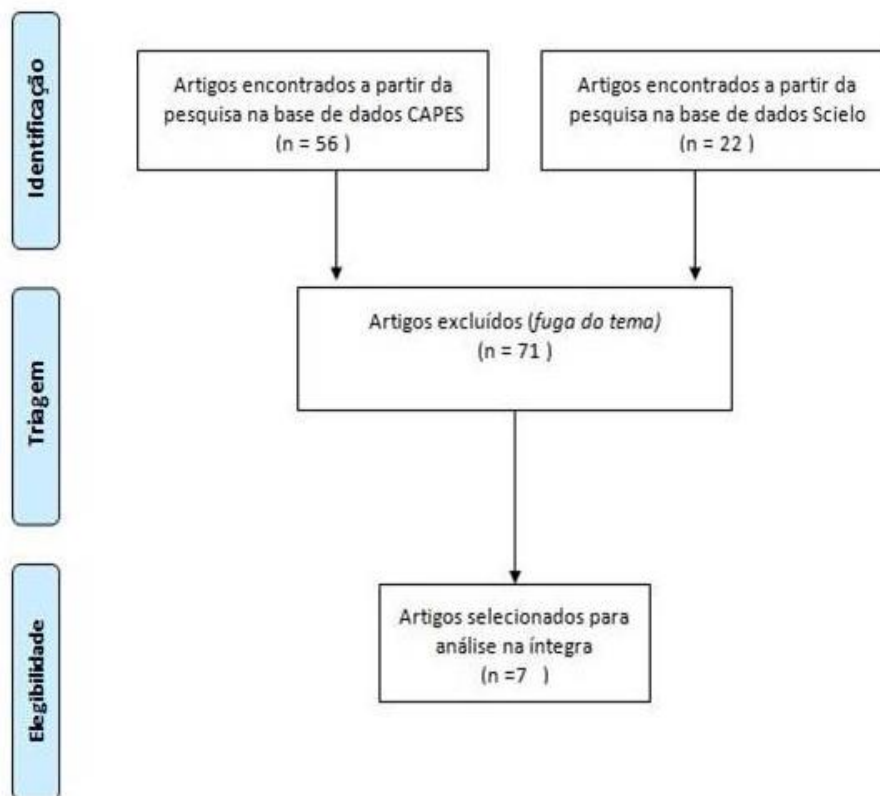 Identificação
Artigos encontrados a partir da
pesquisa na base de dados CAPES
(n = 56 )
Artigos encontrados a partir da
pesquisa na base de dados Scielo
(n = 22 )
Triagem
Artigos excluídos (fuga do tema)
(n = 71 )
Elegibilidade
Artigos selecionados para
análise na íntegra
(n =7 )